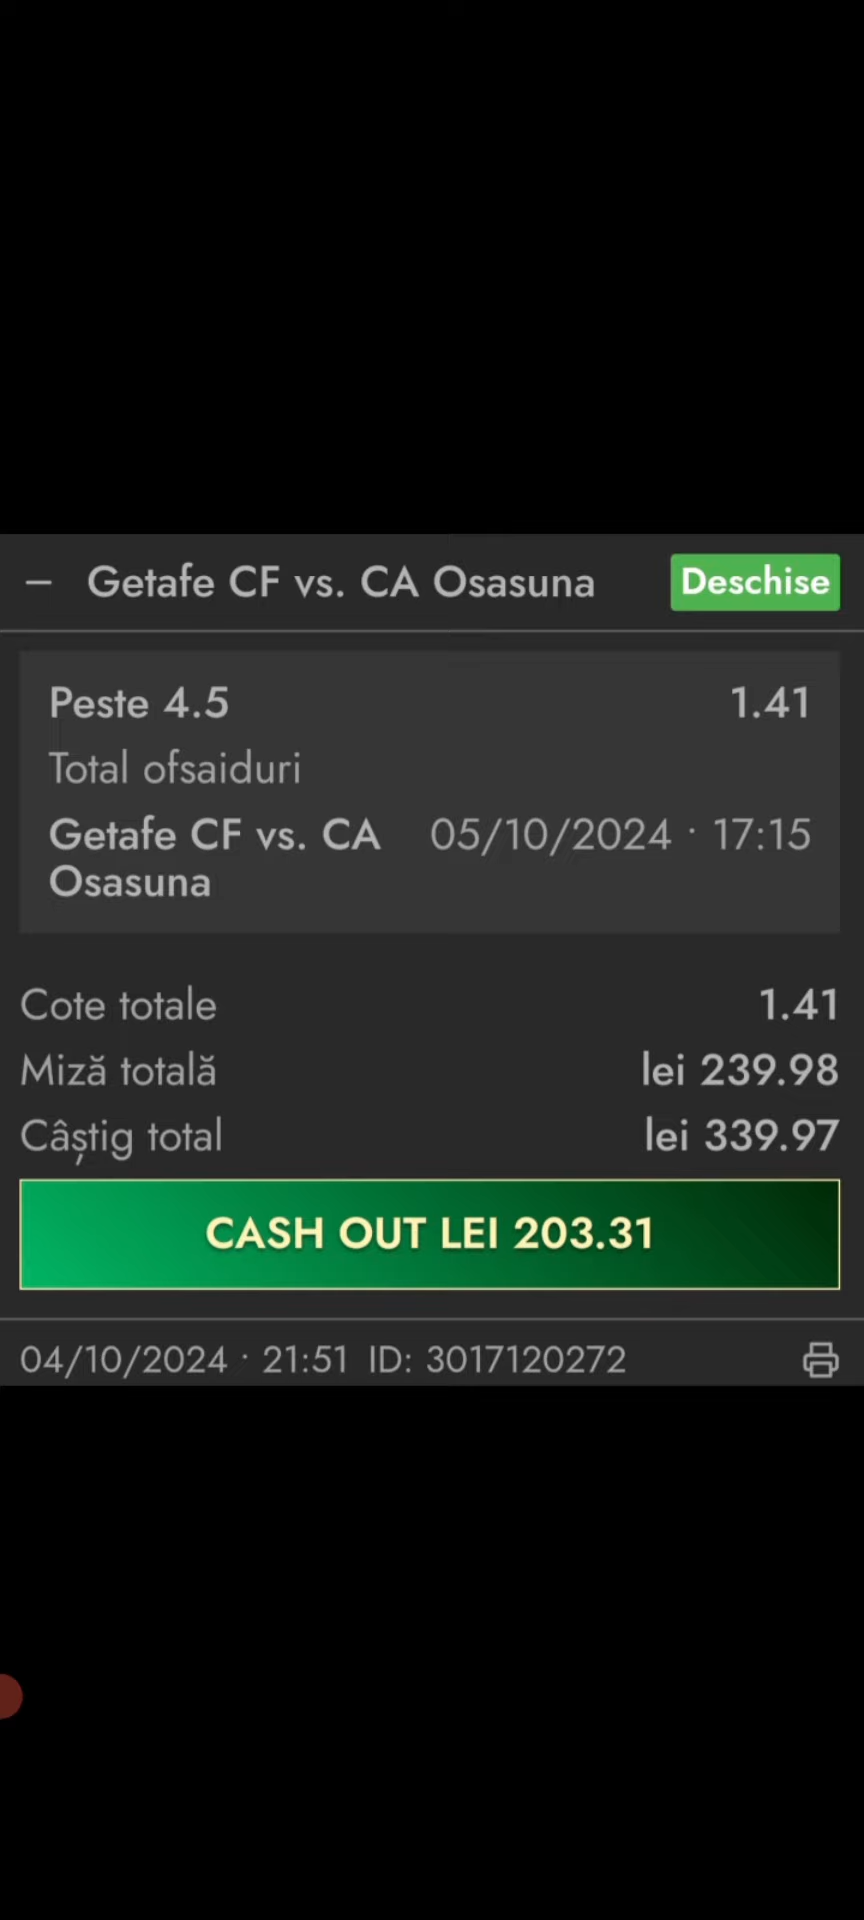 — Getafe CF vs. CA Osasuna Deschise
Peste 4.5 1.41
Total ofsaiduri
Getafe CF vs. CA 05/10/2024 · 17:15
Osasuna
Cote totale 1.41
Miză totală lei 239.98
Câștig total lei 339.97
CASH OUT LEI 203.31
04/10/2024 · 21:51 ID: 3017120272